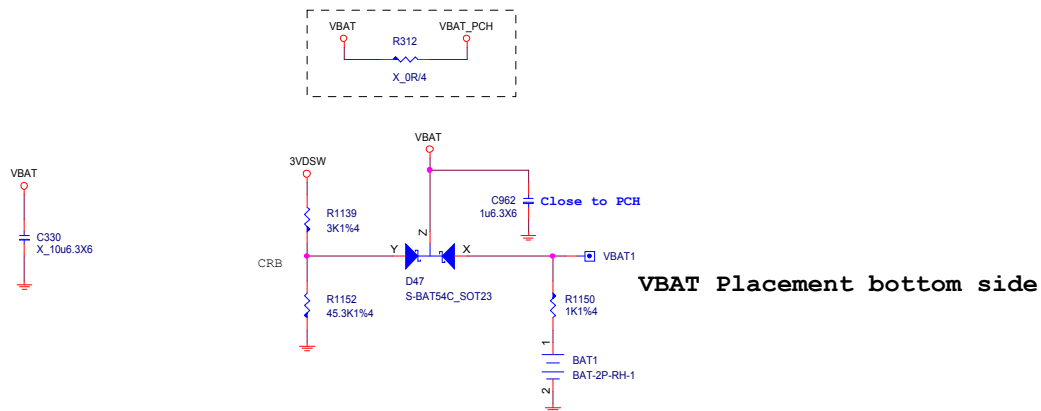 VBAT
VBAT_PCH
R312
X_0R/4
VBAT
VBAT
3VDSW
C962
1u6.3X6
Close to PCH
R1139
3K1%4
C330
X_10u6.3X6
CRB
Y
Z
X
VBAT1
D47
S-BAT54C_SOT23
VBAT Placement bottom side
R1152
45.3K1%4
R1150
1K1%4
1
BAT1
BAT-2P-RH-1
2